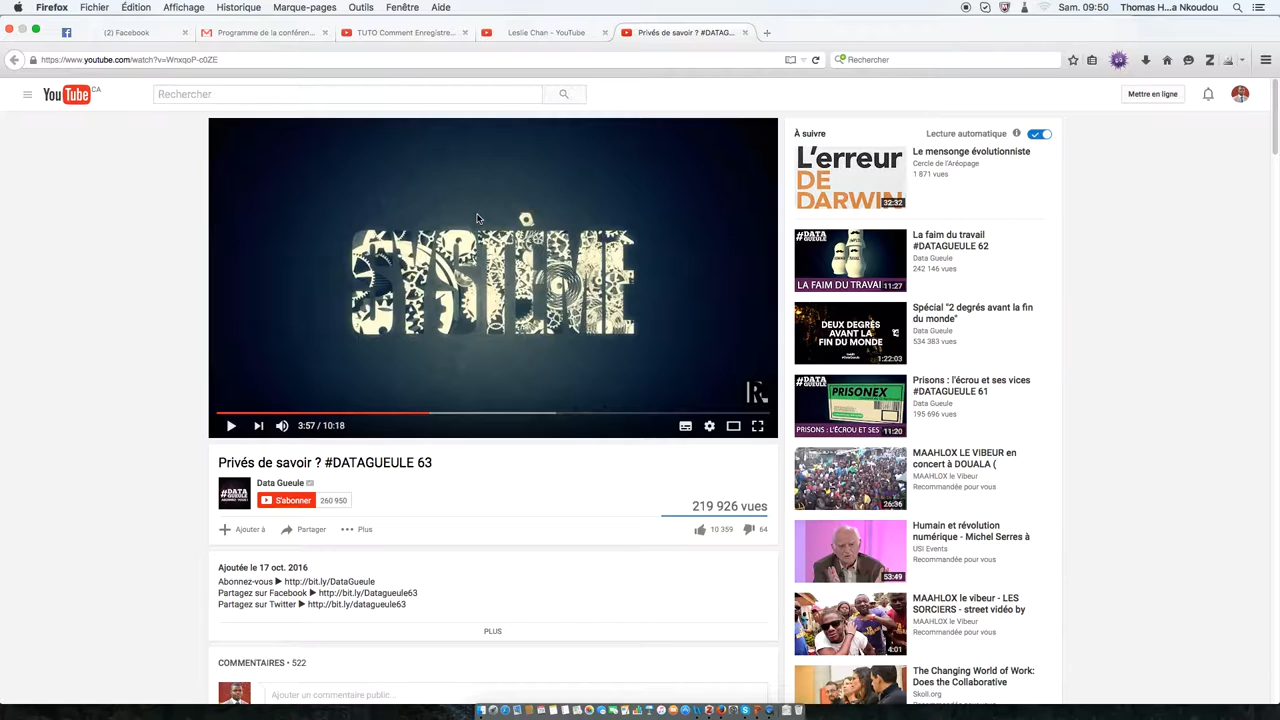 Firefox Fichier Édition Affichage Historique Marque-pages Outils Fenêtre Aide
Sam. 09:50 Thomas H...a Nkoudou
(2) Facebook
Programme de la conféren...
TUTO Comment Enregistre...
Leslie Chan - YouTube
Privés de savoir ? #DATAG...
https://www.youtube.com/watch?v=WnxqoP-c0ZE
Rechercher
YouTube CA
Rechercher
Mettre en ligne
SYSTÈME
3:57 / 10:18
Privés de savoir ? #DATAGUEULE 63
#DATA GUEULE
Data Gueule
S'abonner 260 950
219 926 vues
Ajouter à Partager Plus
10 359 64
Ajoutée le 17 oct. 2016
Abonnez-vous ▶ http://bit.ly/DataGueule
Partagez sur Facebook ▶ http://bit.ly/Datagueule63
Partagez sur Twitter ▶ http://bit.ly/datagueule63
PLUS
COMMENTAIRES • 522
Ajouter un commentaire public...
À suivre
Lecture automatique
L'erreur
DE
DARWIN
32:32
Le mensonge évolutionniste
Cercle de l'Aréopage
1 871 vues
#DATA
GUEULE
LA FAIM DU TRAVAI
11:27
La faim du travail
#DATAGUEULE 62
Data Gueule
242 146 vues
DEUX DEGRÉS
AVANT LA
FIN DU MONDE
1:22:03
Spécial "2 degrés avant la fin
du monde"
Data Gueule
534 383 vues
#DATA
GUEULE
PRISONEX
PRISONS : L'ÉCROU ET SES
11:20
Prisons : l'écrou et ses vices
#DATAGUEULE 61
Data Gueule
195 696 vues
26:36
MAAHLOX LE VIBEUR en
concert à DOUALA (
MAAHLOX le Vibeur
Recommandée pour vous
53:49
Humain et révolution
numérique - Michel Serres à
USI Events
Recommandée pour vous
4:01
MAAHLOX le vibeur - LES
SORCIERS - street vidéo by
MAAHLOX le Vibeur
Recommandée pour vous
The Changing World of Work:
Does the Collaborative
Skoll.org